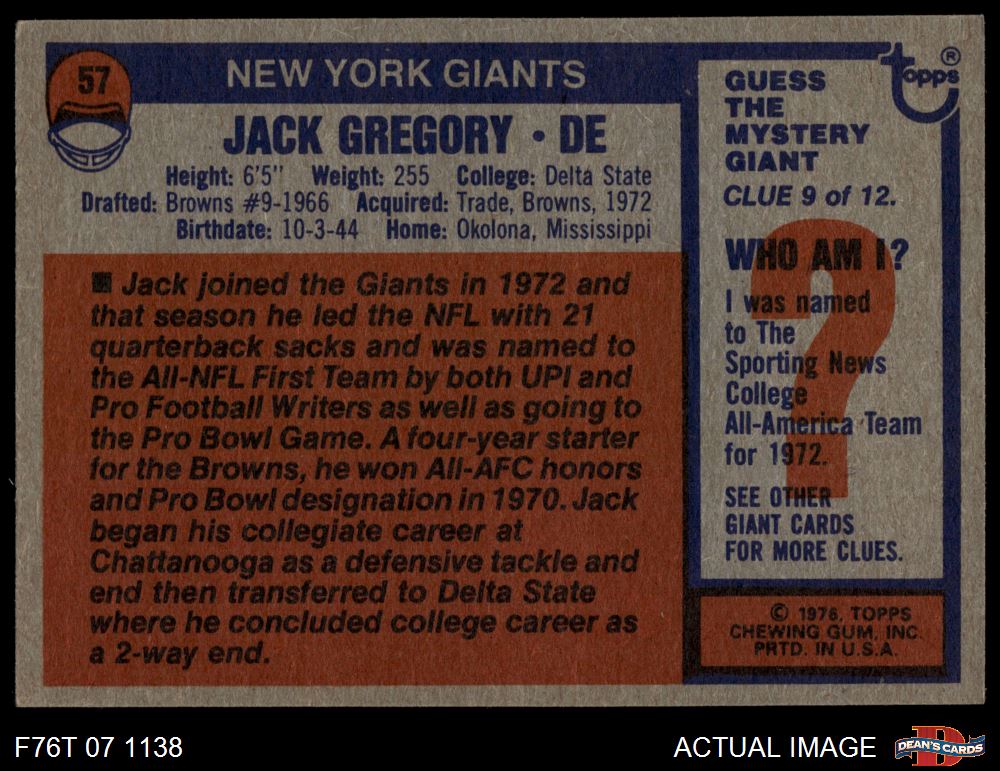 57
NEW YORK GIANTS
JACK GREGORY • DE
Height: 6'5" Weight: 255 College: Delta State
Drafted: Browns #9-1966 Acquired: Trade, Browns, 1972
Birthdate: 10-3-44 Home: Okolona, Mississippi
■ Jack joined the Giants in 1972 and
that season he led the NFL with 21
quarterback sacks and was named to
the All-NFL First Team by both UPI and
Pro Football Writers as well as going to
the Pro Bowl Game. A four-year starter
for the Browns, he won All-AFC honors
and Pro Bowl designation in 1970. Jack
began his collegiate career at
Chattanooga as a defensive tackle and
end then transferred to Delta State
where he concluded college career as
a 2-way end.
topps ®
GUESS
THE
MYSTERY
GIANT
CLUE 9 of 12.
?
WHO AM I?
I was named
to The
Sporting News
College
All-America Team
for 1972.
SEE OTHER
GIANT CARDS
FOR MORE CLUES.
© 1976, TOPPS
CHEWING GUM, INC.
PRTD. IN U.S.A.
F76T 07 1138
ACTUAL IMAGE
D
DEAN'S CARDS